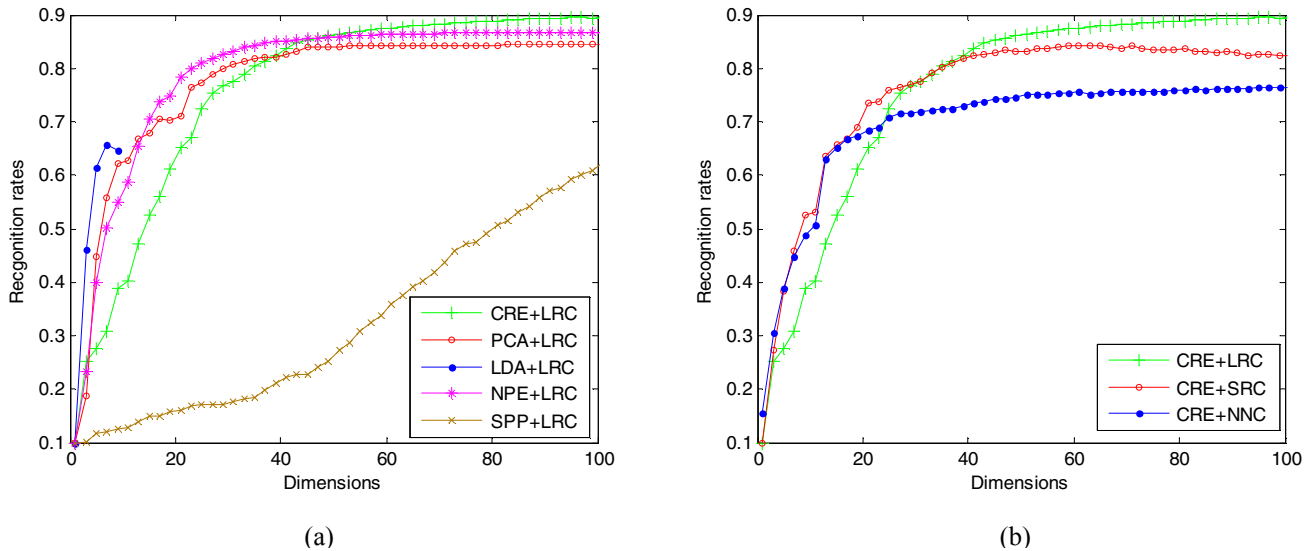 0.9
0.8
0.7
0.6
0.5
0.4
0.3
0.2
0.1
0
20
40
60
80
100
Recgonition rates
Dimensions
CRE+LRC
PCA+LRC
LDA+LRC
NPE+LRC
SPP+LRC
(a)
0.9
0.8
0.7
0.6
0.5
0.4
0.3
0.2
0.1
0
20
40
60
80
100
Recognition rates
Dimensions
CRE+LRC
CRE+SRC
CRE+NNC
(b)